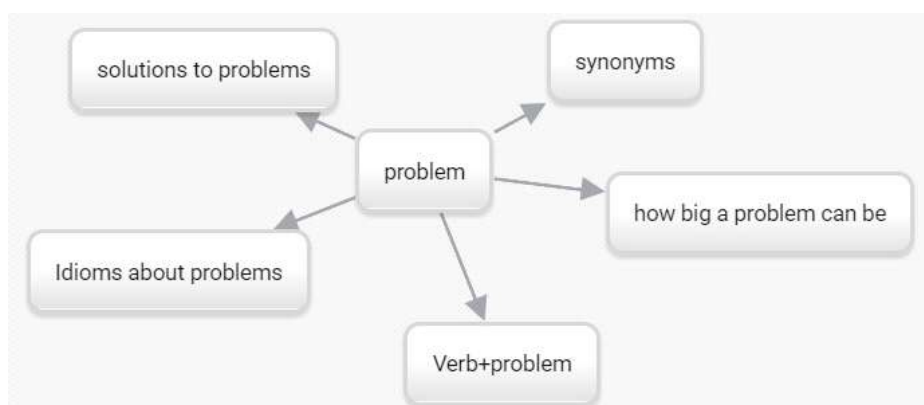 solutions to problems
synonyms
problem
how big a problem can be
Idioms about problems
Verb+problem